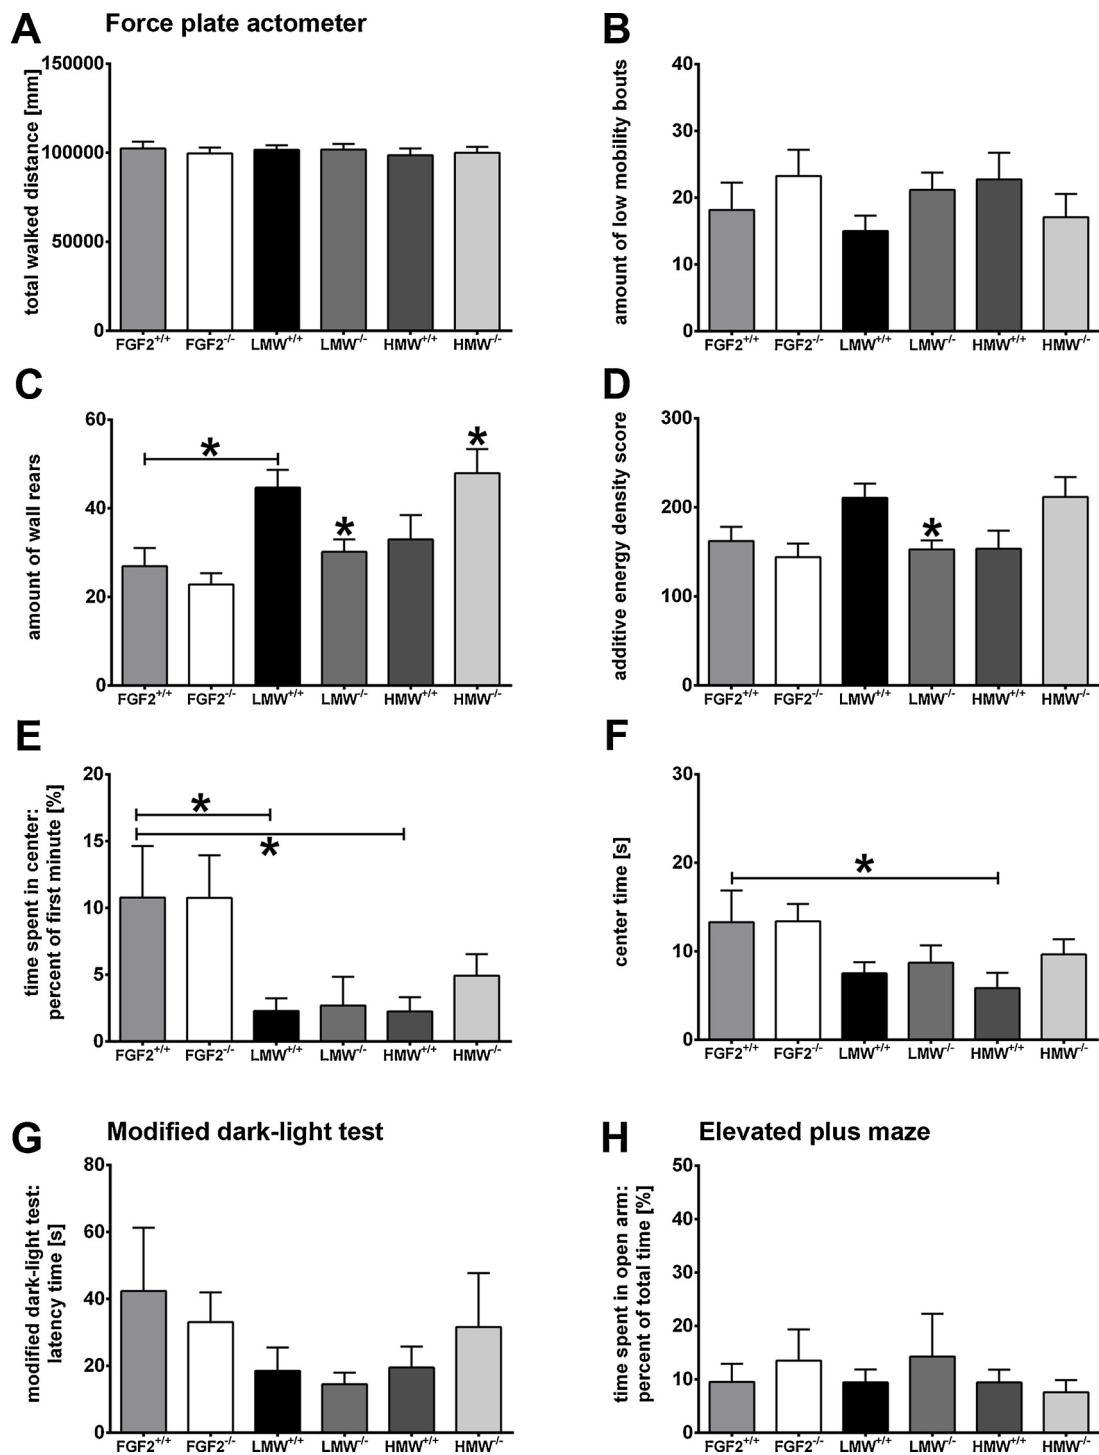 A Force plate actometer
total walked distance [mm]
150000
100000
50000
0
FGF2+/+ FGF2-/- LMW+/+ LMW-/- HMW+/+ HMW-/-
B
amount of low mobility bouts
40
30
20
10
0
FGF2+/+ FGF2-/- LMW+/+ LMW-/- HMW+/+ HMW-/-
C
amount of wall rears
60
40
20
0
*
*
*
FGF2+/+ FGF2-/- LMW+/+ LMW-/- HMW+/+ HMW-/-
D
additive energy density score
300
200
100
0
*
FGF2+/+ FGF2-/- LMW+/+ LMW-/- HMW+/+ HMW-/-
E
time spent in center:
percent of first minute [%]
20
15
10
5
0
*
*
FGF2+/+ FGF2-/- LMW+/+ LMW-/- HMW+/+ HMW-/-
F
center time [s]
30
20
10
0
*
FGF2+/+ FGF2-/- LMW+/+ LMW-/- HMW+/+ HMW-/-
G Modified dark-light test
modified dark-light test:
latency time [s]
80
60
40
20
0
FGF2+/+ FGF2-/- LMW+/+ LMW-/- HMW+/+ HMW-/-
H Elevated plus maze
time spent in open arm:
percent of total time [%]
50
40
30
20
10
0
FGF2+/+ FGF2-/- LMW+/+ LMW-/- HMW+/+ HMW-/-